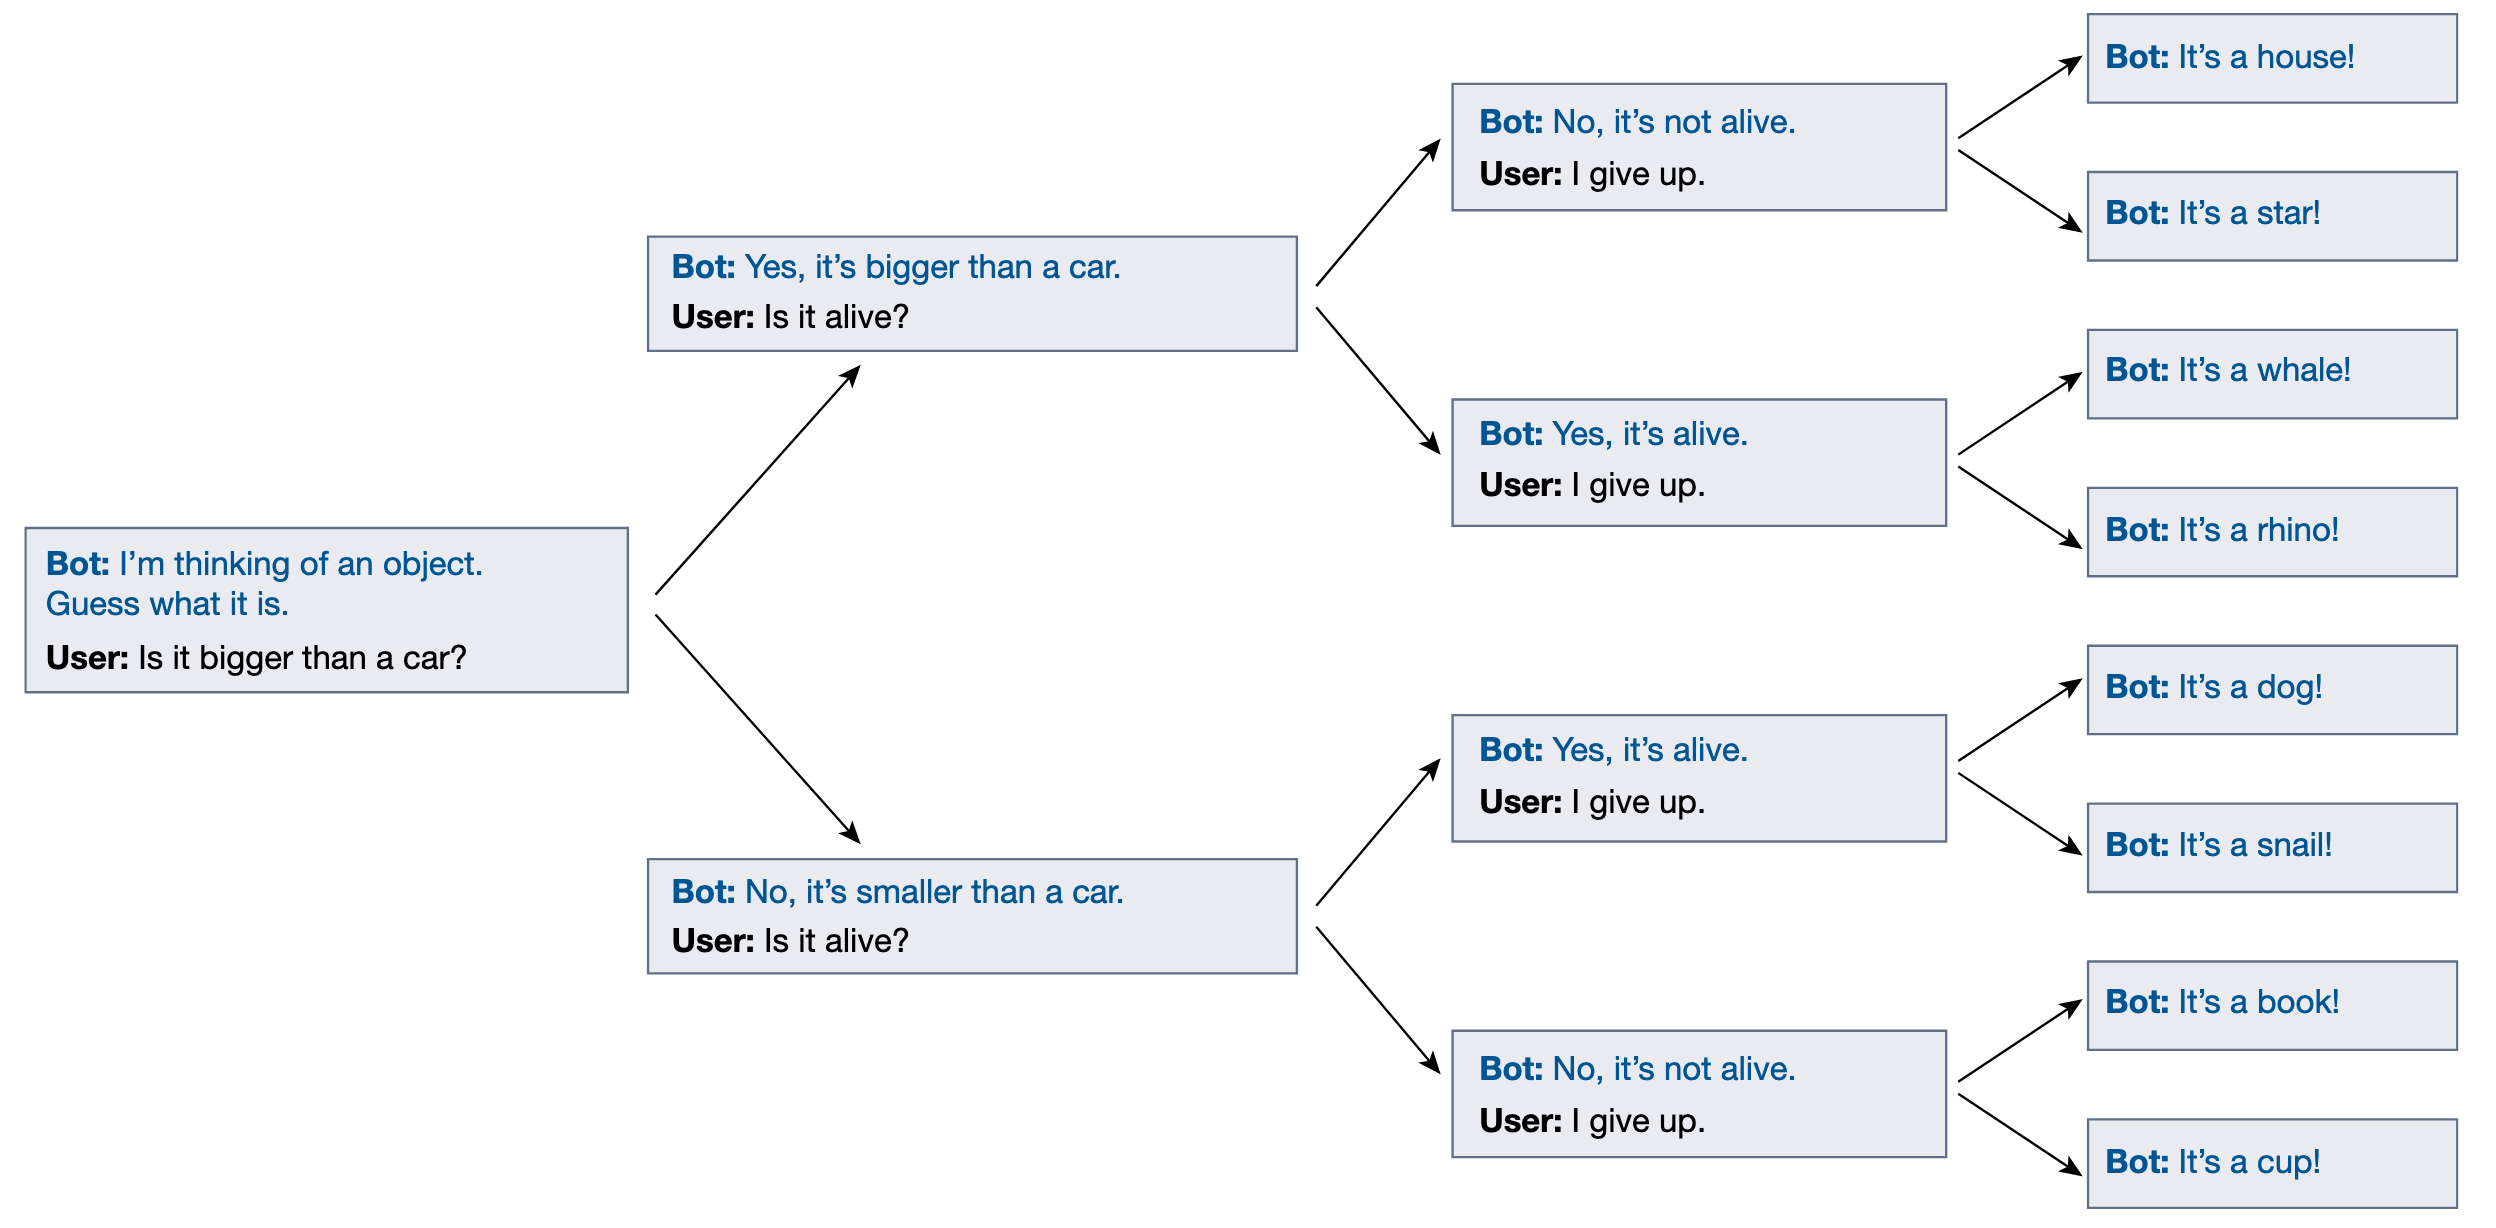 Bot: I’m thinking of an object.
Guess what it is.
User: Is it bigger than a car?
Bot: Yes, it’s bigger than a car.
User: Is it alive?
Bot: No, it’s smaller than a car.
User: Is it alive?
Bot: No, it’s not alive.
User: I give up.
Bot: Yes, it’s alive.
User: I give up.
Bot: Yes, it’s alive.
User: I give up.
Bot: No, it’s not alive.
User: I give up.
Bot: It’s a house!
Bot: It’s a star!
Bot: It’s a whale!
Bot: It’s a rhino!
Bot: It’s a dog!
Bot: It’s a snail!
Bot: It’s a book!
Bot: It’s a cup!